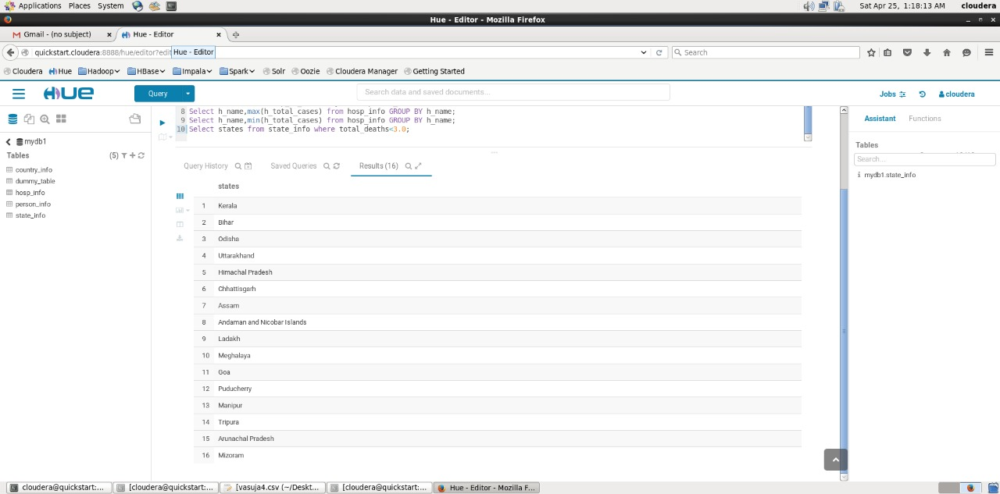 Applications Places System Sat Apr 25, 1:18:13 AM cloudera
Hue - Editor - Mozilla Firefox
Gmail - (no subject) × Hue - Editor ×
quickstart.cloudera:8888/hue/editor?edit Hue - Editor Search
Cloudera Hue Hadoop HBase Impala Spark Solr Oozie Cloudera Manager Getting Started
HUE Query Search data and saved documents... Jobs cloudera
8 Select h_name,max(h_total_cases) from hosp_info GROUP BY h_name;
9 Select h_name,min(h_total_cases) from hosp_info GROUP BY h_name;
10 Select states from state_info where total_deaths<3.0;
Assistant Functions
mydb1
Tables (5)
country_info
dummy_table
hosp_info
person_info
state_info
Query History Saved Queries Results (16)
states
1 Kerala
2 Bihar
3 Odisha
4 Uttarakhand
5 Himachal Pradesh
6 Chhattisgarh
7 Assam
8 Andaman and Nicobar Islands
9 Ladakh
10 Meghalaya
11 Goa
12 Puducherry
13 Manipur
14 Tripura
15 Arunachal Pradesh
16 Mizoram
Tables
Search...
mydb1.state_info
cloudera@quickstart:... [cloudera@quickstart:... [vasuja4.csv (~/Deskt... [cloudera@quickstart:... Hue - Editor - Mozilla F...